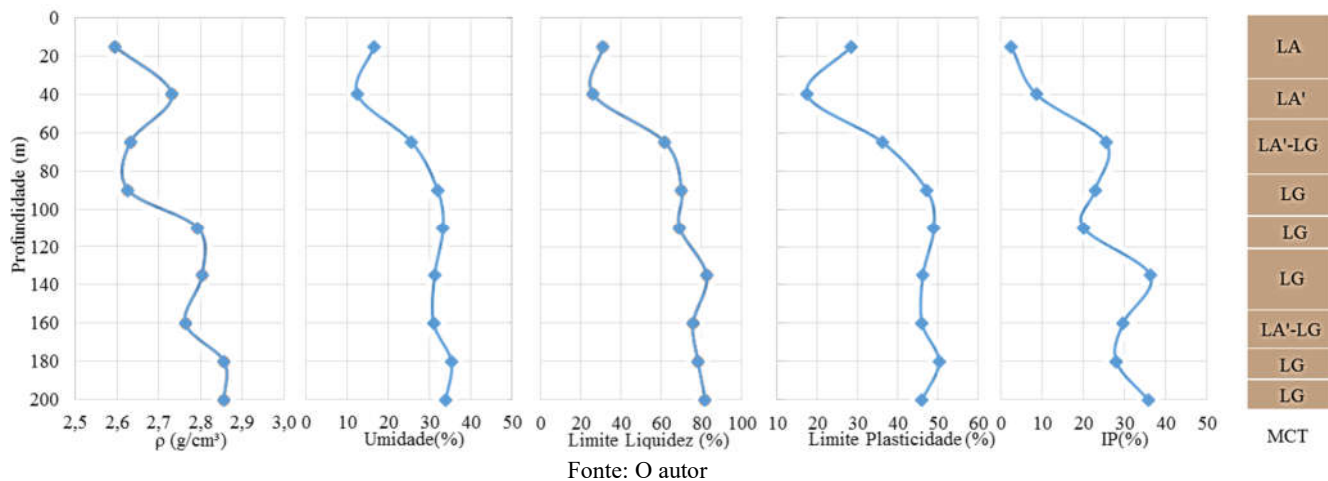 0
20
40
60
80
100
120
140
160
180
200
Profundidade (m)
2,5 2,6 2,7 2,8 2,9 3,0
ρ (g/cm³)
0 10 20 30 40 50
Umidade(%)
0 20 40 60 80 100
Limite Liquidez (%)
10 20 30 40 50 60
Limite Plasticidade (%)
0 10 20 30 40 50
IP(%)
LA
LA'
LA'-LG
LG
LG
LG
LA'-LG
LG
LG
MCT
Fonte: O autor